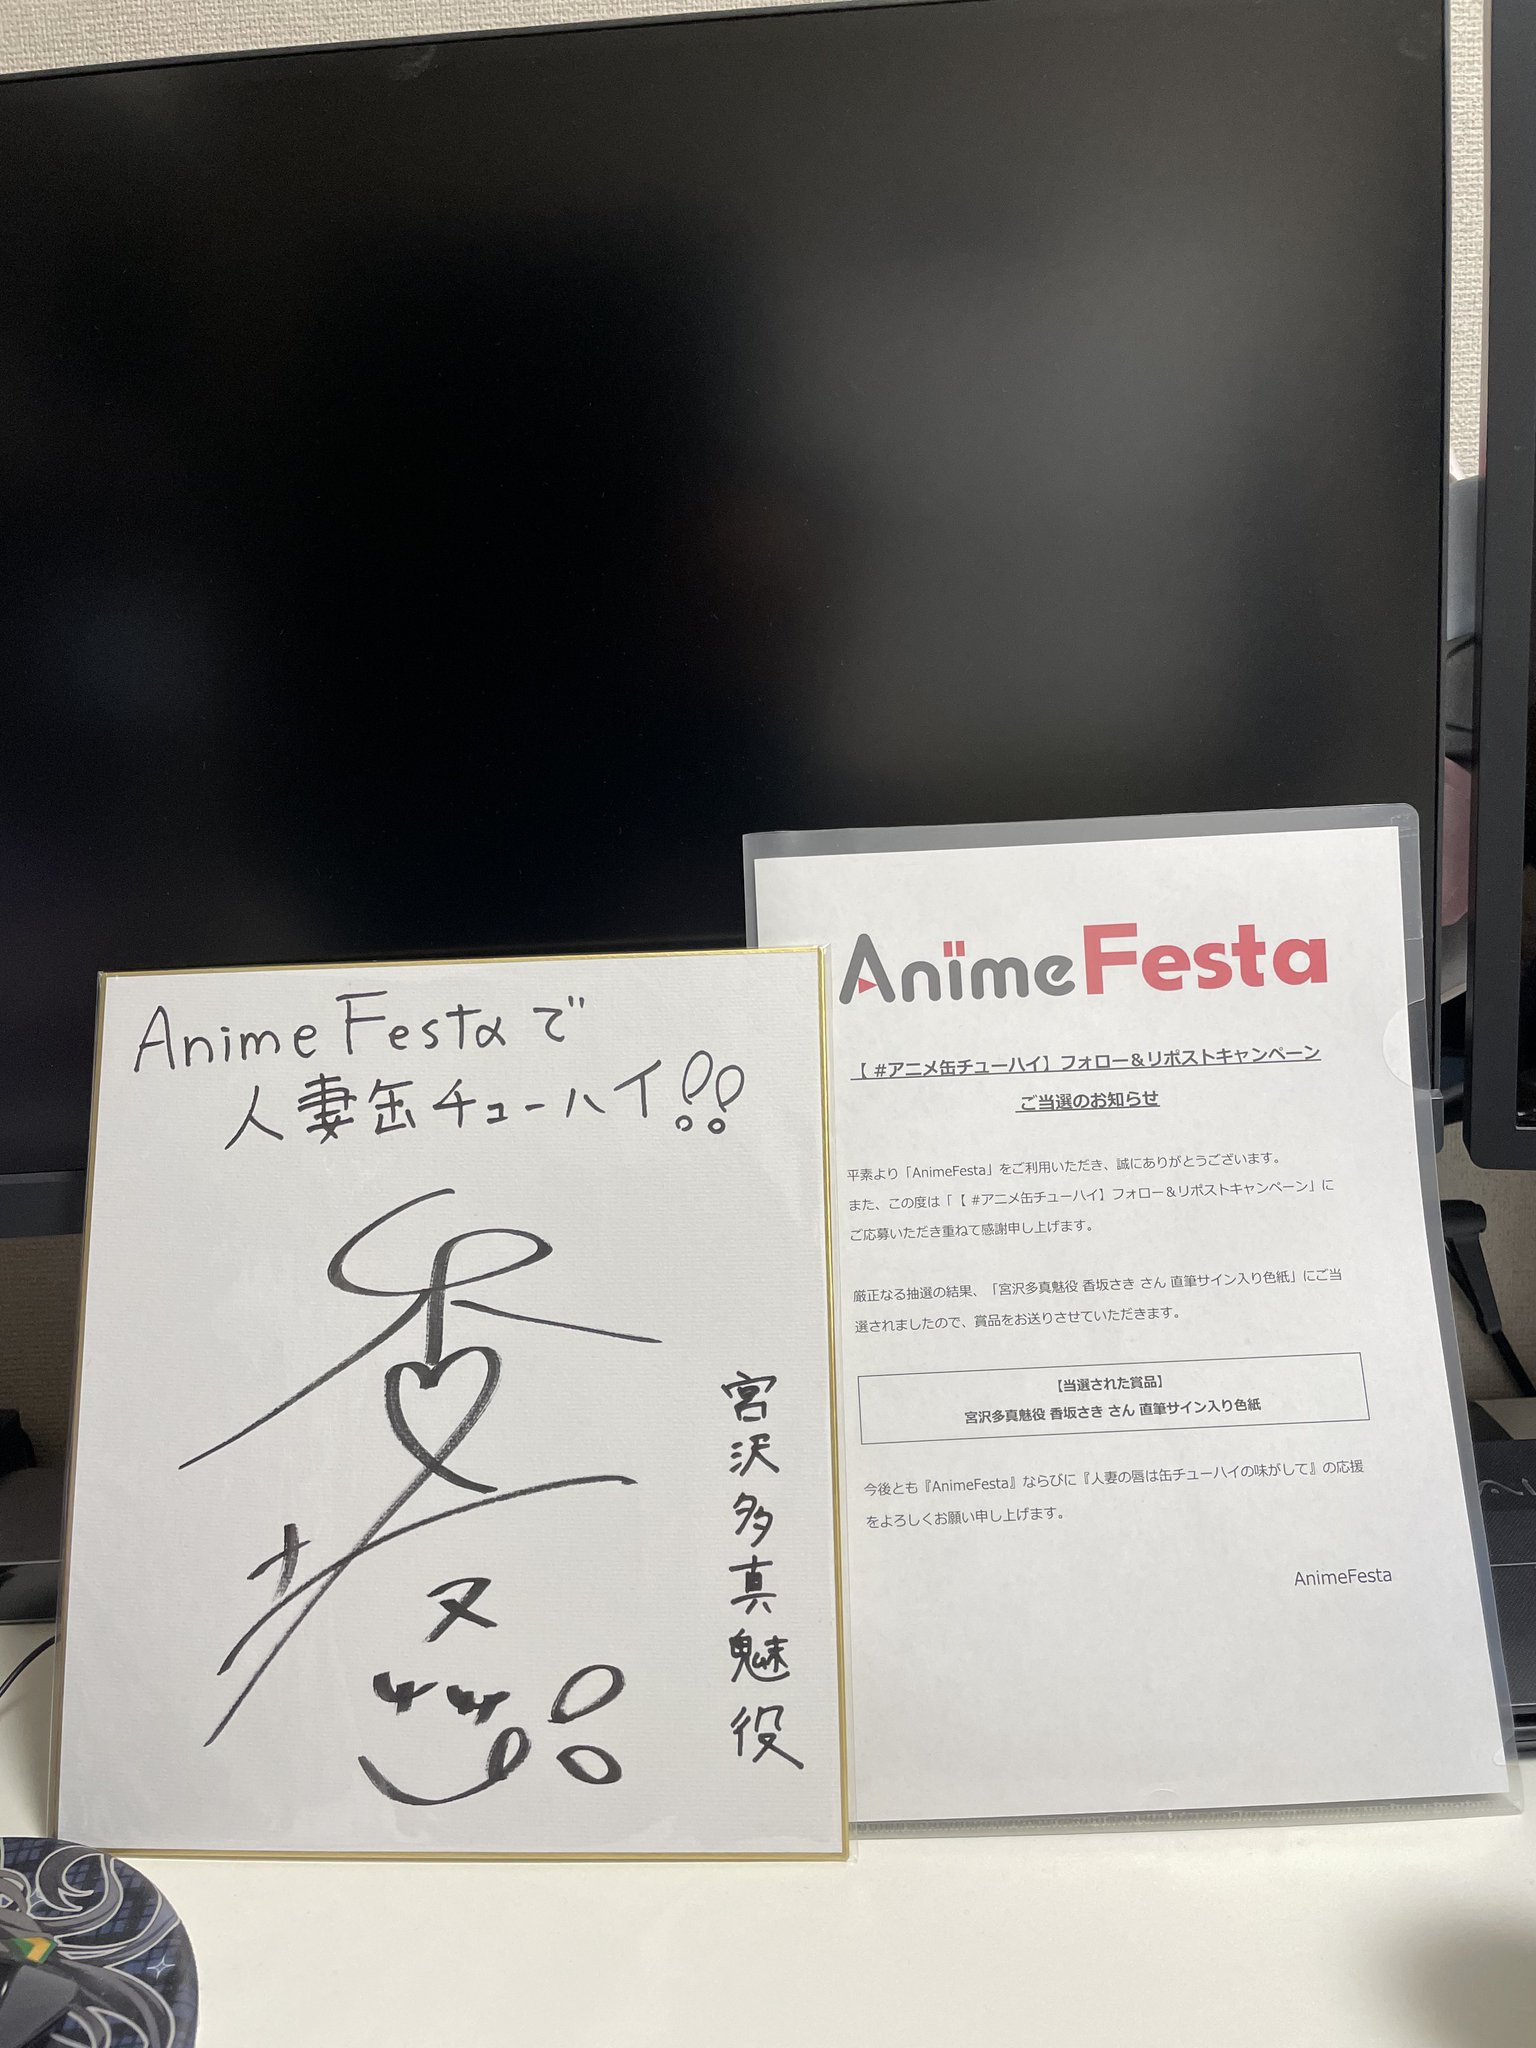 AnimeFestaで
人妻缶チューハイ!!
宮沢多真魅役
AnimeFesta
【 #アニメ缶チューハイ】フォロー＆リポストキャンペーン
ご当選のお知らせ
平素より「AnimeFesta」をご利用いただき、誠にありがとうございます。
また、この度は「【 #アニメ缶チューハイ】フォロー＆リポストキャンペーン」に
ご応募いただき重ねて感謝申し上げます。
厳正なる抽選の結果、「宮沢多真魅役 香坂さき さん 直筆サイン入り色紙」にご当
選されましたので、賞品をお送りさせていただきます。
【当選された賞品】
宮沢多真魅役 香坂さき さん 直筆サイン入り色紙
今後とも『AnimeFesta』ならびに『人妻の唇は缶チューハイの味がして』の応援
をよろしくお願い申し上げます。
AnimeFesta